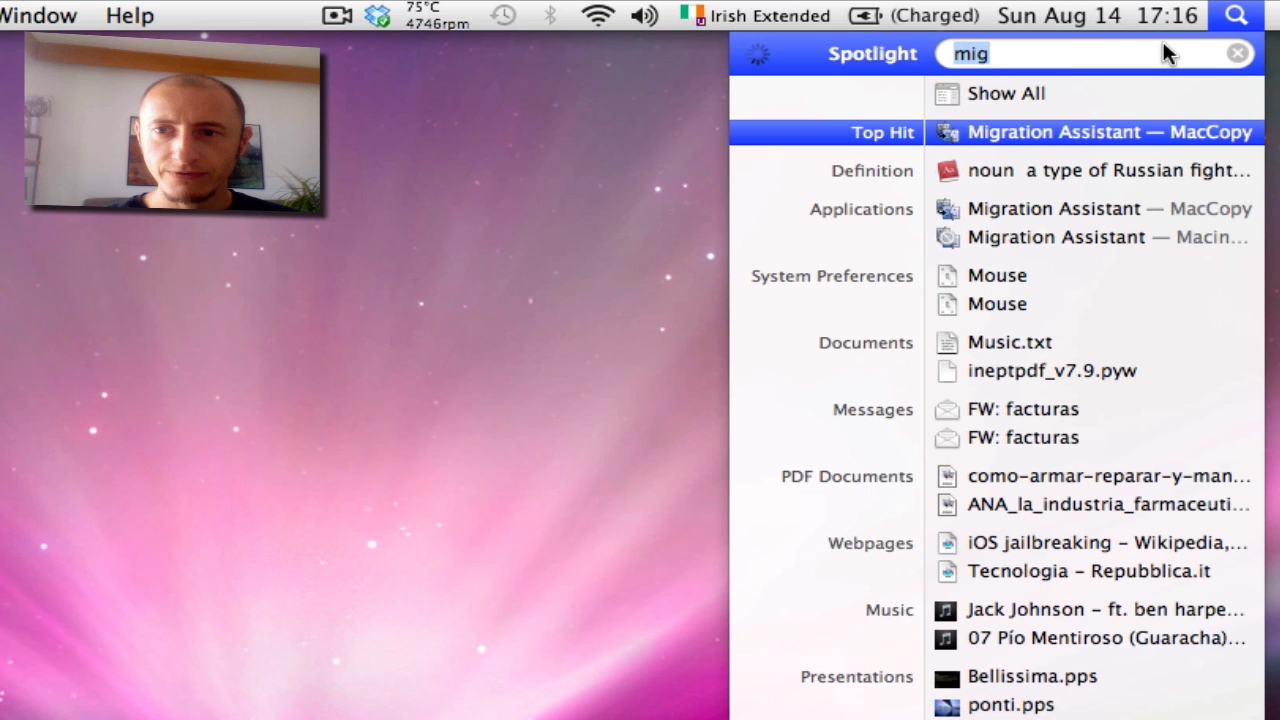 Window Help 75°C Irish Extended (Charged) Sun Aug 14 17:16
4746rpm
Spotlight mig
Show All
Top Hit Migration Assistant — MacCopy
Definition noun a type of Russian fight...
Applications Migration Assistant — MacCopy
Migration Assistant — Macin...
System Preferences Mouse
Mouse
Documents Music.txt
ineptpdf_v7.9.pyw
Messages FW: facturas
FW: facturas
PDF Documents como-armar-reparar-y-man...
ANA_la_industria_farmaceuti...
Webpages iOS jailbreaking – Wikipedia,...
Tecnologia – Repubblica.it
Music Jack Johnson – ft. ben harpe...
07 Pío Mentiroso (Guaracha)...
Presentations Bellissima.pps
ponti.pps